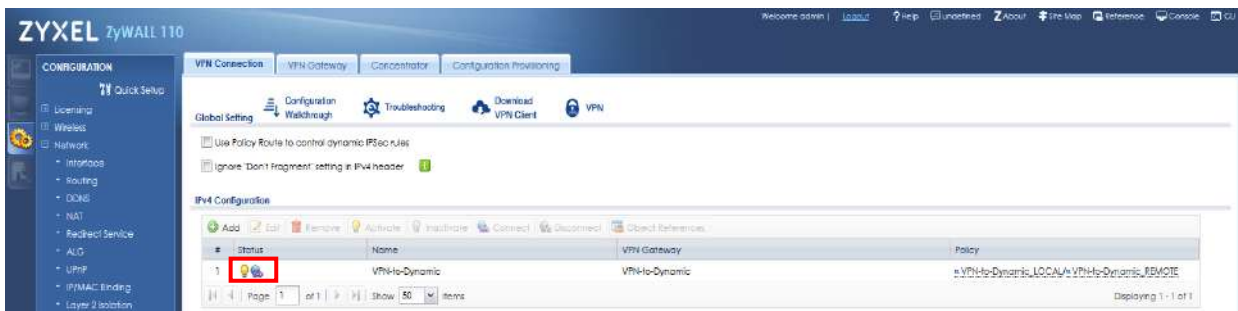 Welcome admin | Logout ?Help undefined Z About Site Map Reference Console CLI
ZYXEL ZyWALL 110
CONFIGURATION
VPN Connection VPN Gateway Concentrator Configuration Provisioning
Quick Setup
Licensing
Wireless
Network
Interface
Routing
DDNS
NAT
Redirect Service
ALG
UPnP
IP/MAC Binding
Layer 2 Isolation
Global Setting Configuration Walkthrough Troubleshooting Download VPN Client VPN
Use Policy Route to control dynamic IPSec rules
Ignore "Don't Fragment" setting in IPv4 header
IPv4 Configuration
Add Edit Remove Activate Inactivate Connect Disconnect Object References
# Status Name VPN Gateway Policy
1 VPN-to-Dynamic VPN-to-Dynamic VPN-to-Dynamic_LOCAL/ VPN-to-Dynamic_REMOTE
Page 1 of 1 Show 50 items Displaying 1 - 1 of 1